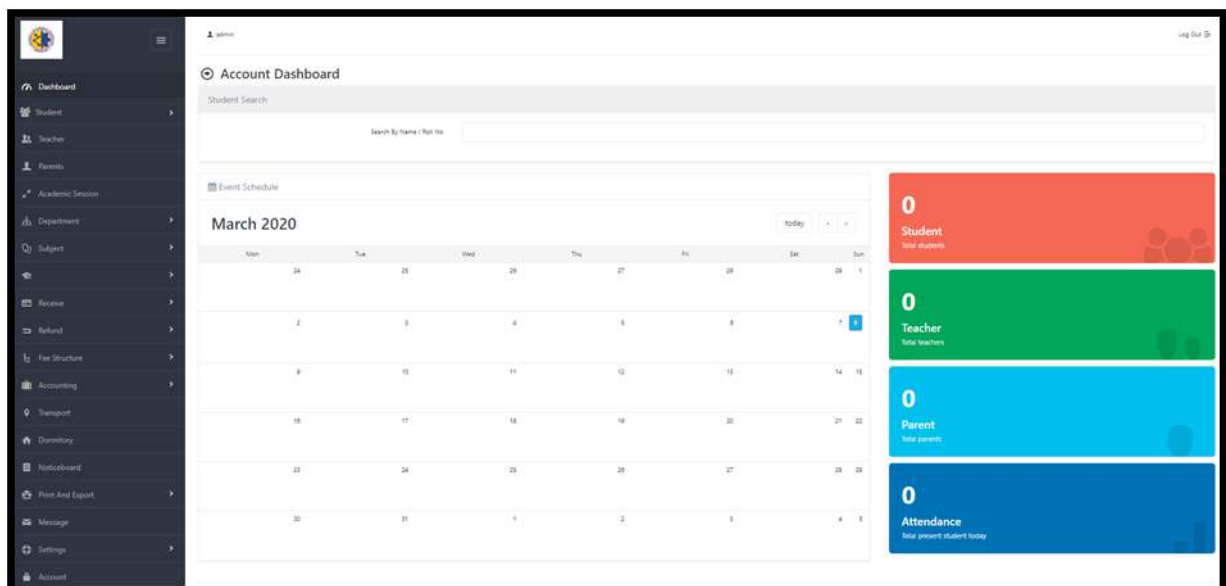 admin
Log Out
Account Dashboard
Student Search
Search By Name / Roll No
Dashboard
Student
Teacher
Parents
Academic Session
Department
Subject
Receive
Refund
Fee Structure
Accounting
Transport
Dormitory
Noticeboard
Print And Export
Message
Settings
Account
Event Schedule
March 2020
today
Mon Tue Wed Thu Fri Sat Sun
24 25 26 27 28 29 1
2 3 4 5 6 7 8
9 10 11 12 13 14 15
16 17 18 19 20 21 22
23 24 25 26 27 28 29
30 31 1 2 3 4 5
0
Student
Total students
0
Teacher
Total teachers
0
Parent
Total parents
0
Attendance
Total present student today